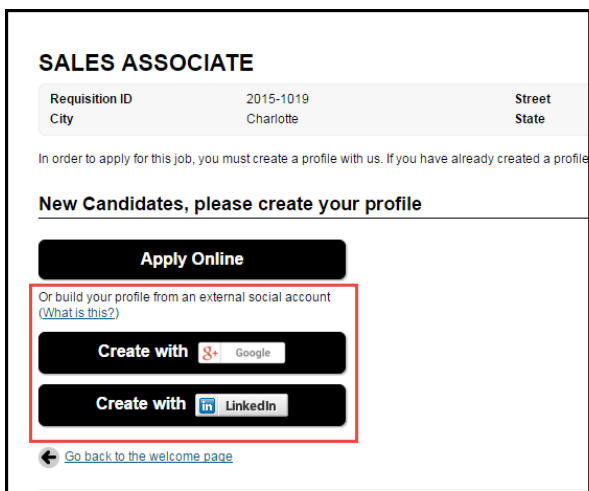 SALES ASSOCIATE
Requisition ID 2015-1019 Street
City Charlotte State
In order to apply for this job, you must create a profile with us. If you have already created a profile
New Candidates, please create your profile
Apply Online
Or build your profile from an external social account
(What is this?)
Create with g+ Google
Create with in LinkedIn
Go back to the welcome page